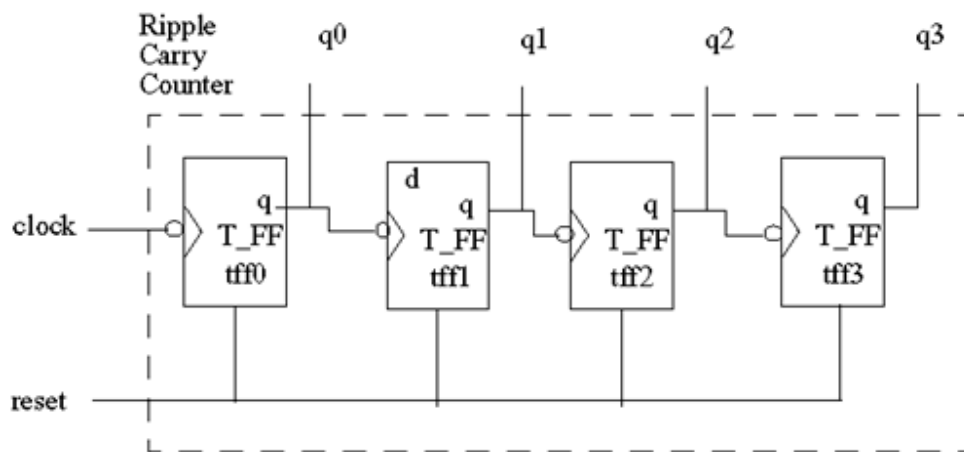 Ripple
Carry
Counter
q0
q1
q2
q3
clock
q
T_FF
tff0
d
q
T_FF
tff1
q
T_FF
tff2
q
T_FF
tff3
reset